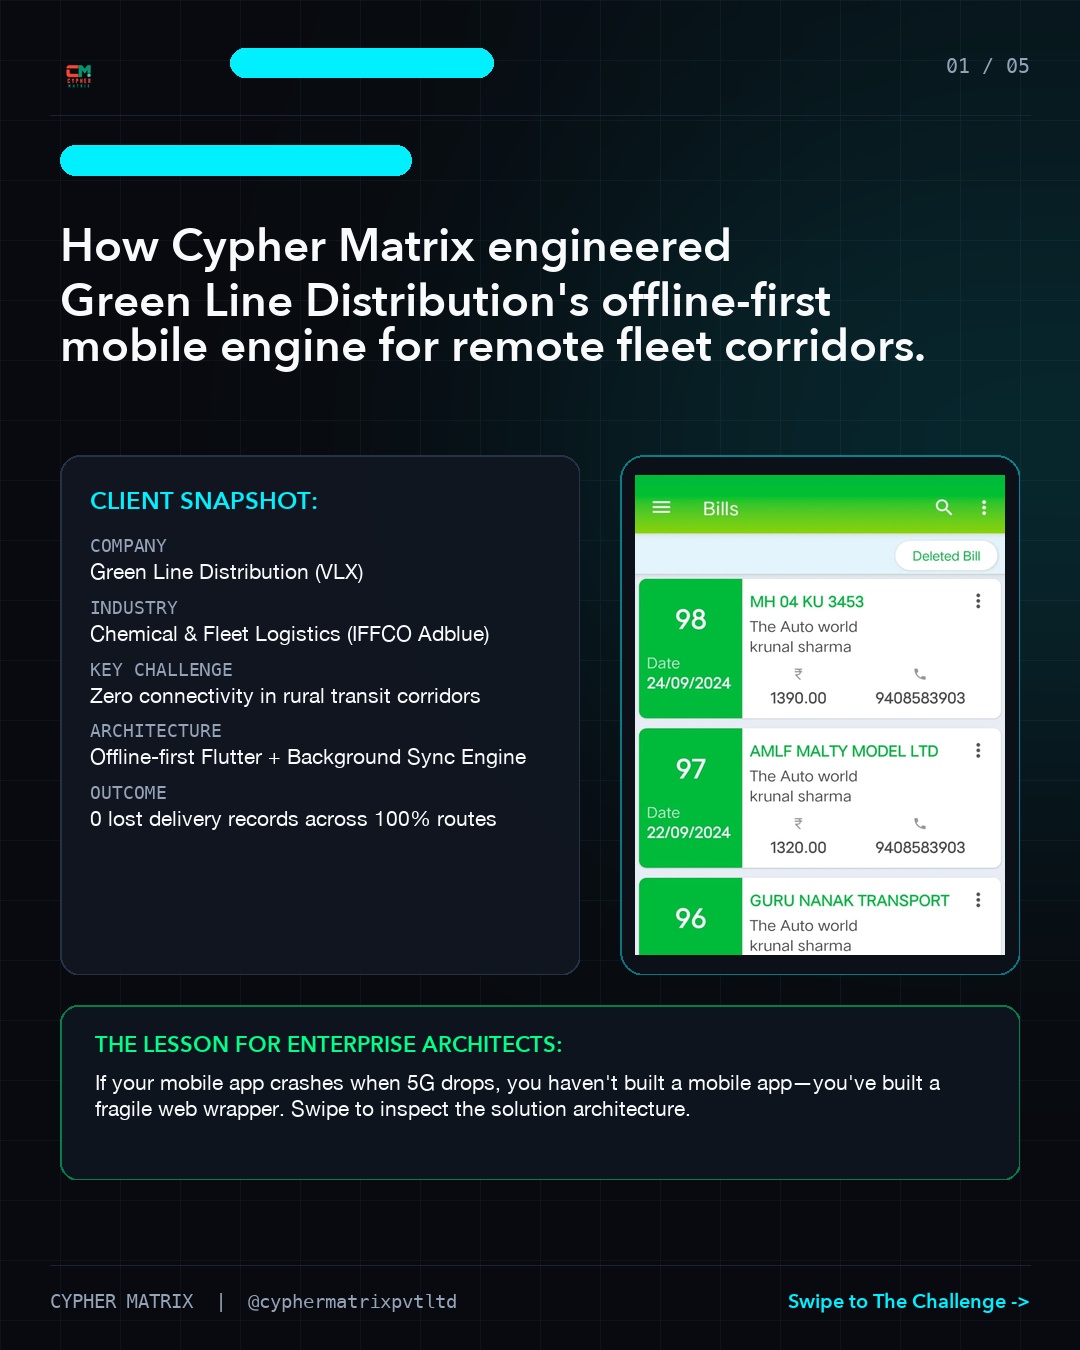 CM
CYPHER
MATRIX
01 / 05
How Cypher Matrix engineered
Green Line Distribution's offline-first
mobile engine for remote fleet corridors.
CLIENT SNAPSHOT:
COMPANY
Green Line Distribution (VLX)
INDUSTRY
Chemical & Fleet Logistics (IFFCO Adblue)
KEY CHALLENGE
Zero connectivity in rural transit corridors
ARCHITECTURE
Offline-first Flutter + Background Sync Engine
OUTCOME
0 lost delivery records across 100% routes
Bills
Deleted Bill
98
Date
24/09/2024
MH 04 KU 3453
The Auto world
krunal sharma
₹
1390.00
9408583903
97
Date
22/09/2024
AMLF MALTY MODEL LTD
The Auto world
krunal sharma
₹
1320.00
9408583903
96
GURU NANAK TRANSPORT
The Auto world
krunal sharma
THE LESSON FOR ENTERPRISE ARCHITECTS:
If your mobile app crashes when 5G drops, you haven't built a mobile app—you've built a
fragile web wrapper. Swipe to inspect the solution architecture.
CYPHER MATRIX | @cyphermatrixpvtltd
Swipe to The Challenge ->